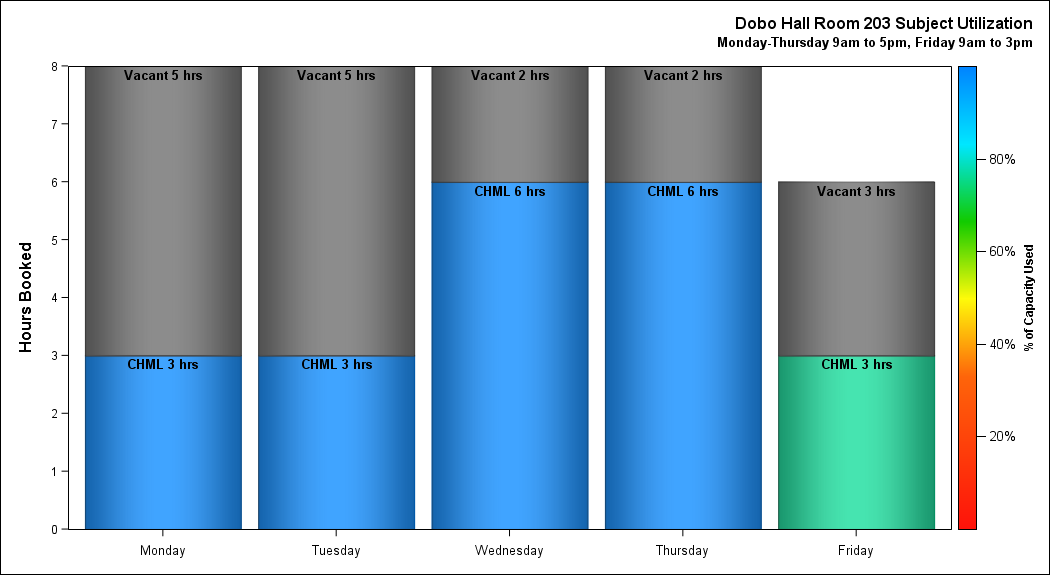 Dobo Hall Room 203 Subject Utilization
Monday-Thursday 9am to 5pm, Friday 9am to 3pm
Hours Booked
8
7
6
5
4
3
2
1
0
Vacant 5 hrs
CHML 3 hrs
Vacant 5 hrs
CHML 3 hrs
Vacant 2 hrs
CHML 6 hrs
Vacant 2 hrs
CHML 6 hrs
Vacant 3 hrs
CHML 3 hrs
Monday
Tuesday
Wednesday
Thursday
Friday
80%
60%
40%
20%
% of Capacity Used